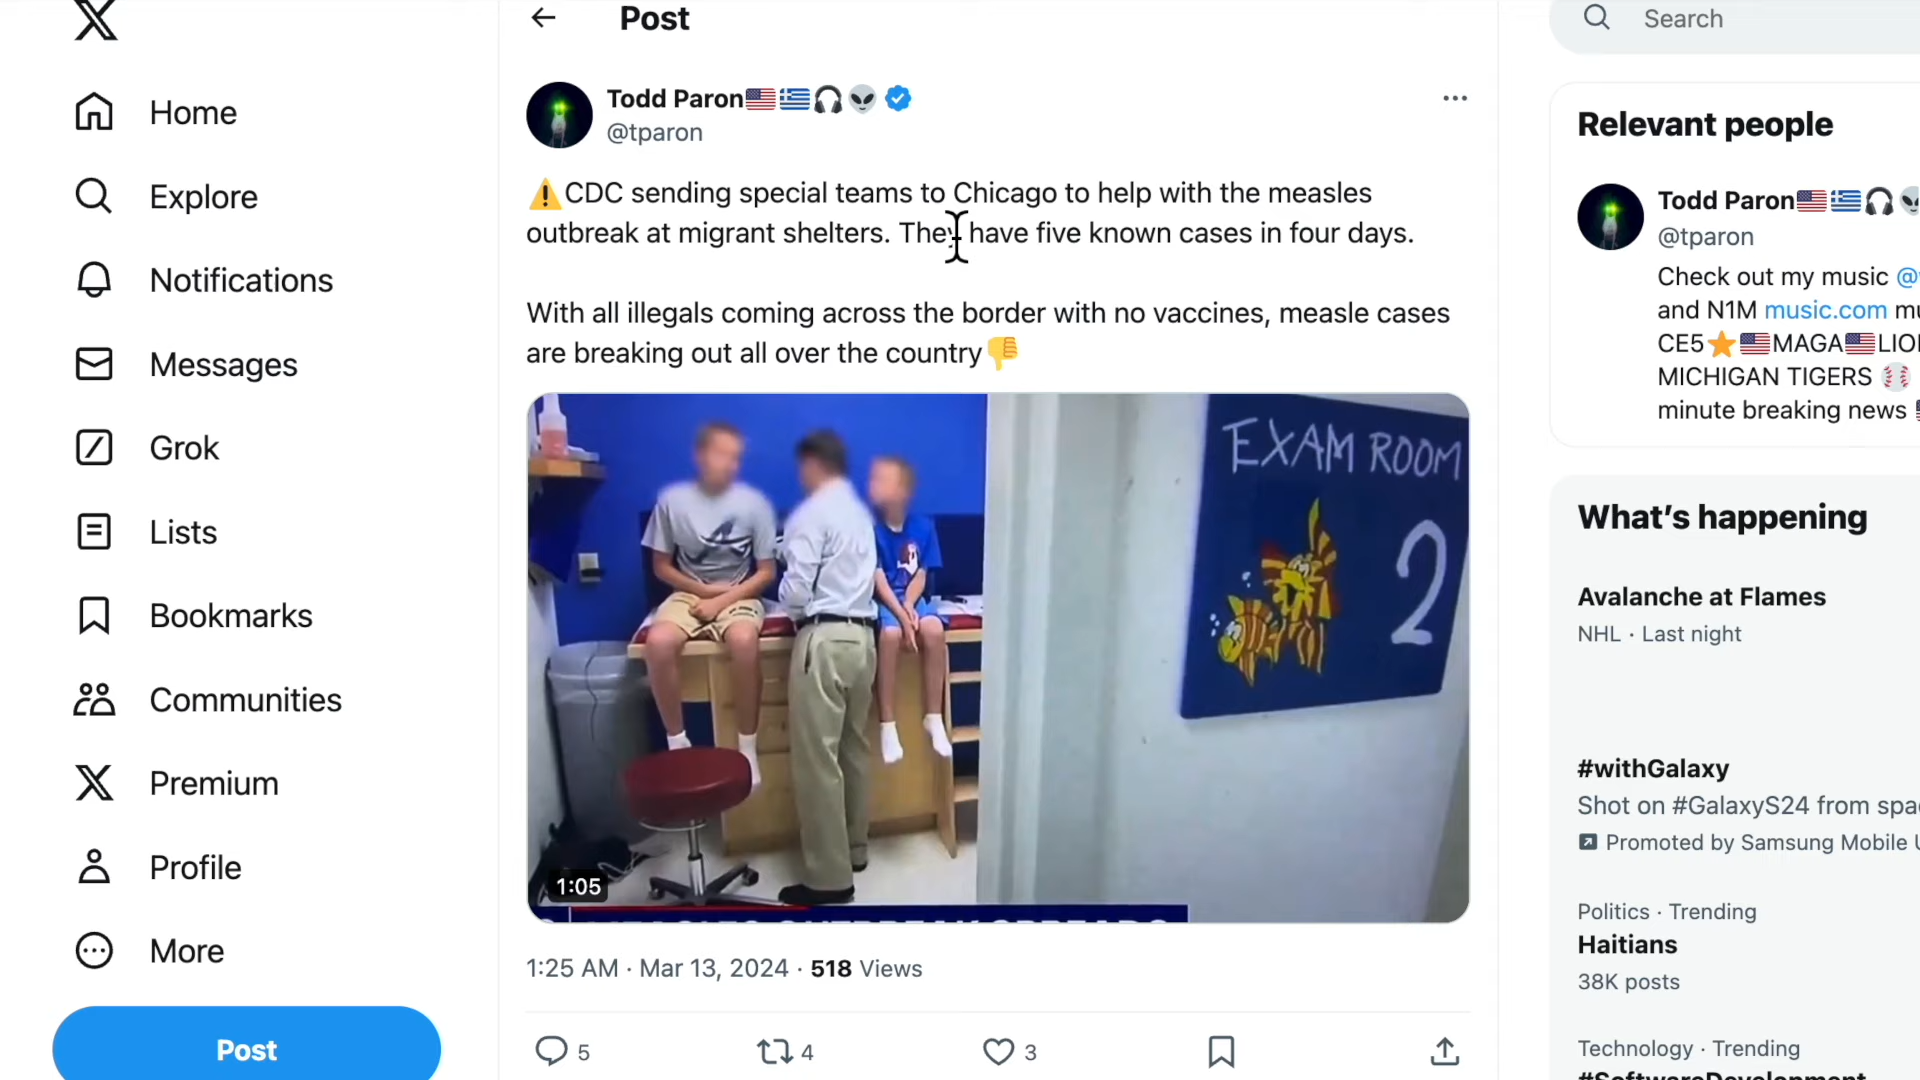 Post
Search
Home
Explore
Notifications
Messages
Grok
Lists
Bookmarks
Communities
Premium
Profile
More
Post
Todd Paron🇺🇸🇬🇷🎧👽
@tparon
⚠️CDC sending special teams to Chicago to help with the measles
outbreak at migrant shelters. They have five known cases in four days.
With all illegals coming across the border with no vaccines, measle cases
are breaking out all over the country👎
EXAM ROOM
2
1:05
1:25 AM · Mar 13, 2024 · 518 Views
5
4
3
Relevant people
Todd Paron🇺🇸🇬🇷🎧
@tparon
Check out my music @
and N1M music.com
CE5⭐🇺🇸MAGA🇺🇸LIO
MICHIGAN TIGERS ⚾
minute breaking news
What's happening
Avalanche at Flames
NHL · Last night
#withGalaxy
Shot on #GalaxyS24 from
Promoted by Samsung Mobile
Politics · Trending
Haitians
38K posts
Technology · Trending